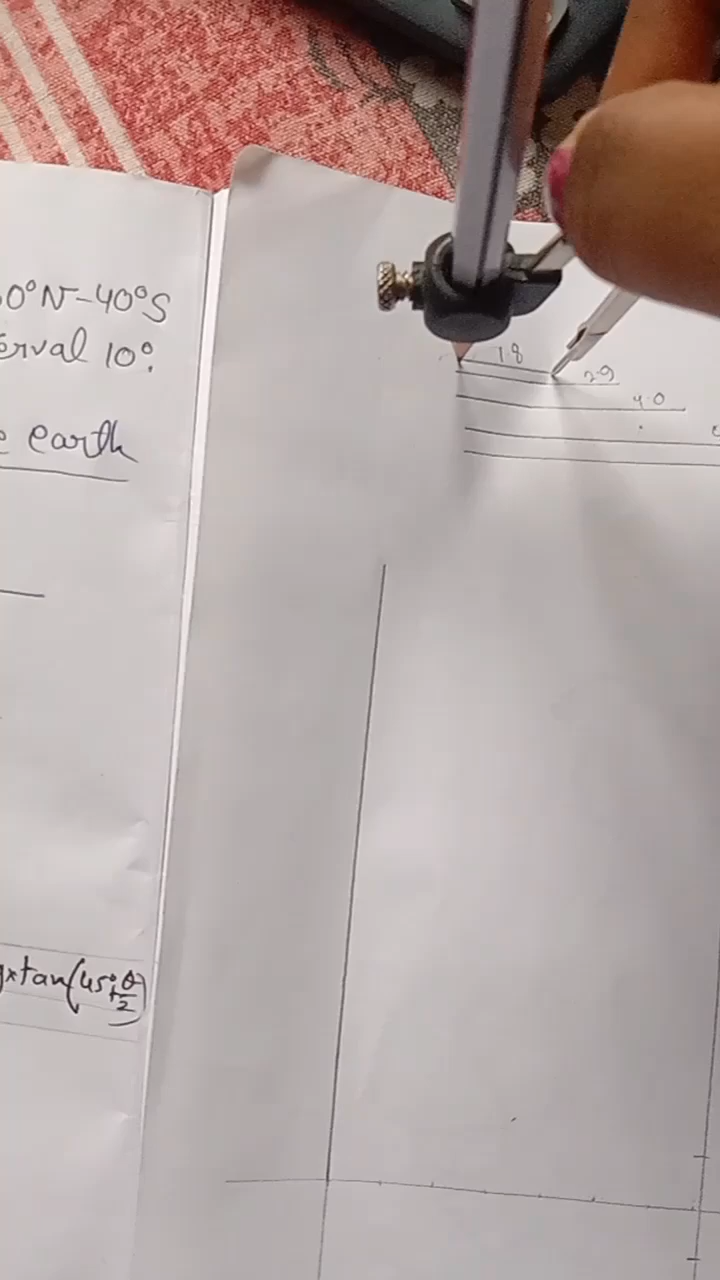 0°N-40°S
erval 10°.
e earth
xtan(45°+θ/2)
1.8
2.9
4.0